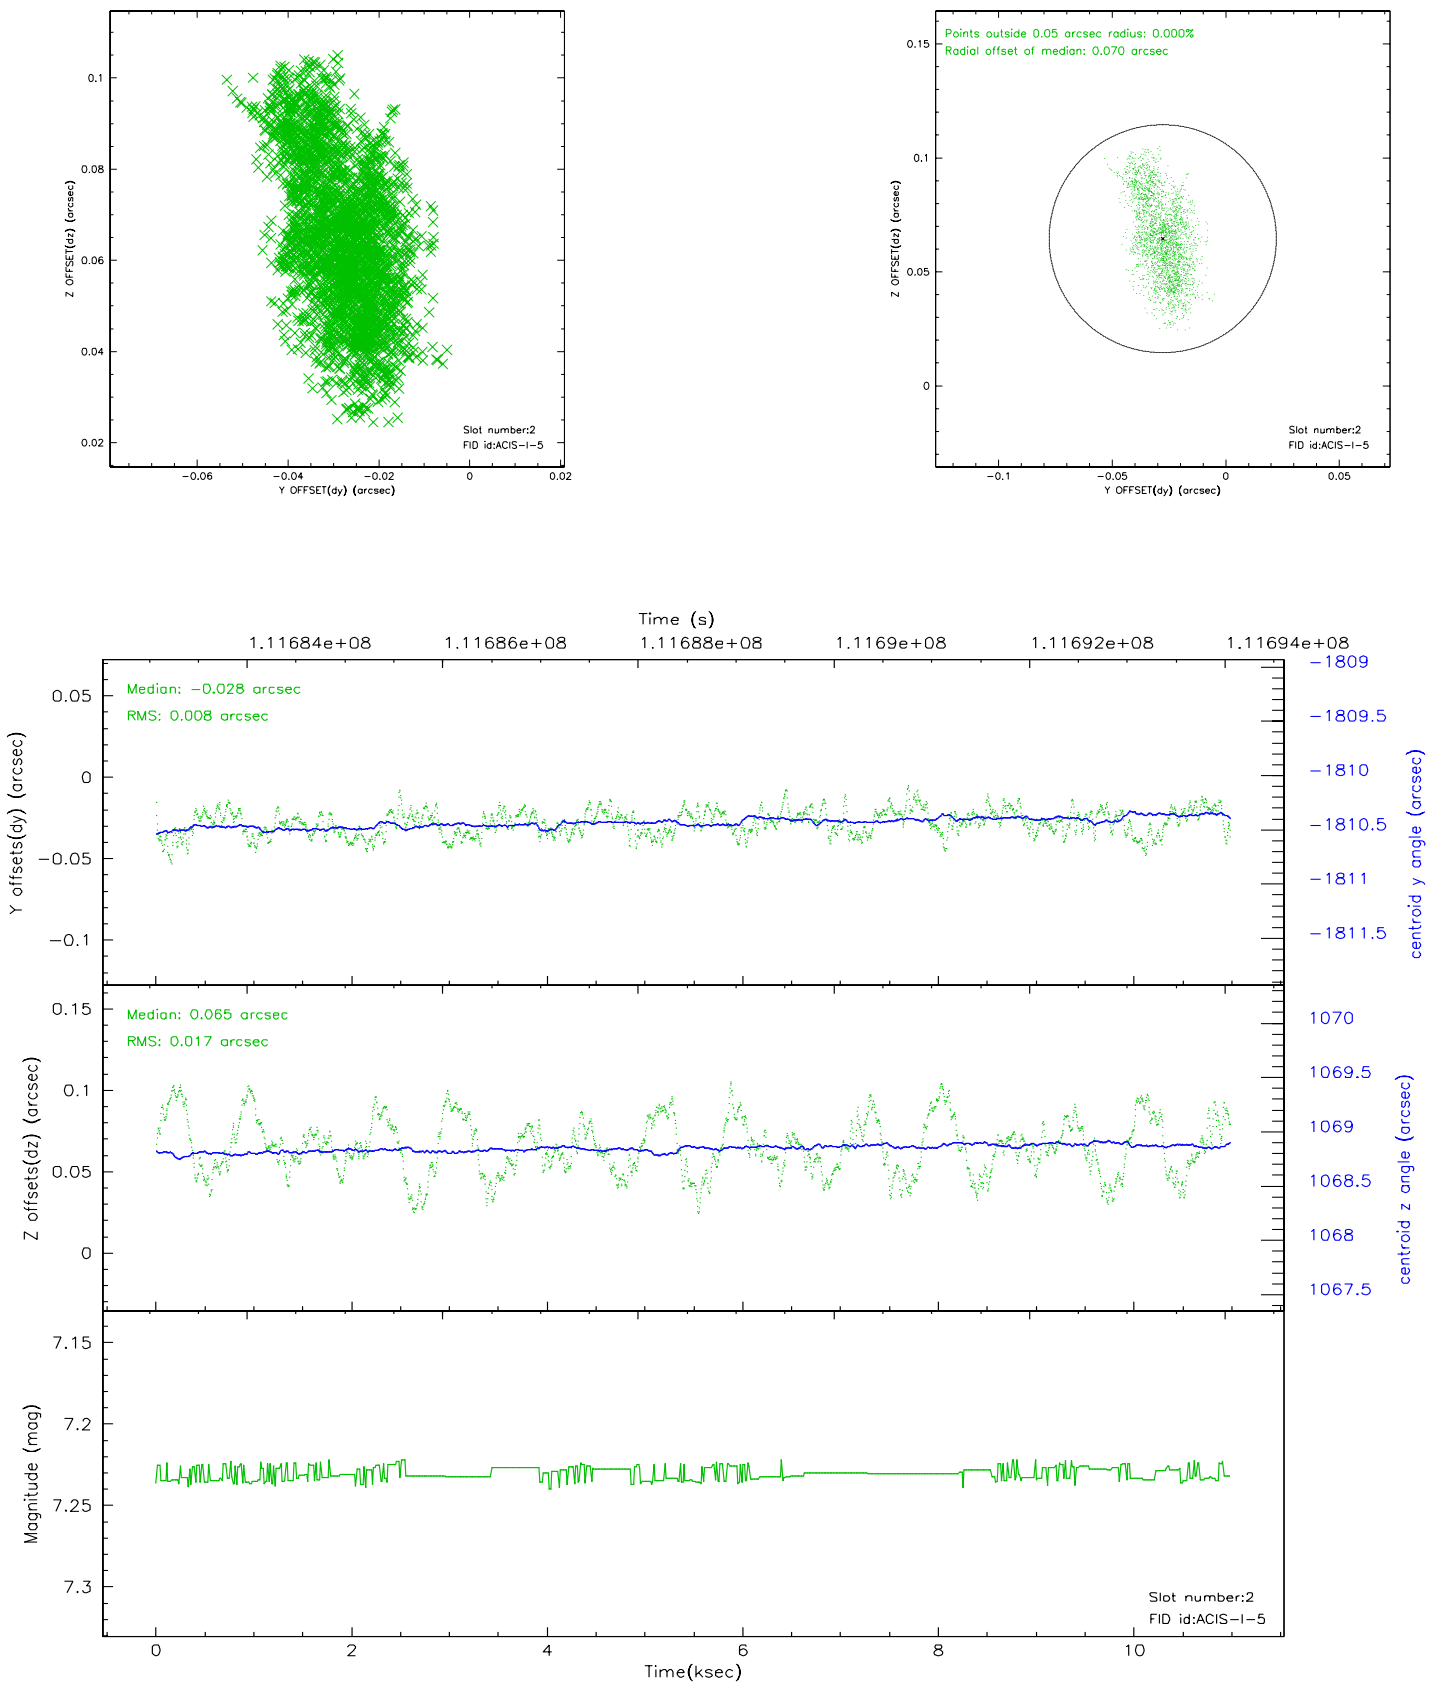 0.1
0.08
0.06
0.04
0.02
Z OFFSET(dz) (arcsec)
Slot number:2
FID id:ACIS-I-5
-0.06 -0.04 -0.02 0 0.02
Y OFFSET(dy) (arcsec)
Points outside 0.05 arcsec radius: 0.000%
Radial offset of median: 0.070 arcsec
0.15
0.1
0.05
0
Z OFFSET(dz) (arcsec)
Slot number:2
FID id:ACIS-I-5
-0.1 -0.05 0 0.05
Y OFFSET(dy) (arcsec)
Time (s)
1.11684e+08 1.11686e+08 1.11688e+08 1.1169e+08 1.11692e+08 1.11694e+08
Median: -0.028 arcsec
RMS: 0.008 arcsec
0.05
0
-0.05
-0.1
Y offsets(dy) (arcsec)
-1809
-1809.5
-1810
-1810.5
-1811
-1811.5
centroid y angle (arcsec)
Median: 0.065 arcsec
RMS: 0.017 arcsec
0.15
0.1
0.05
0
Z offsets(dz) (arcsec)
1070
1069.5
1069
1068.5
1068
1067.5
centroid z angle (arcsec)
7.15
7.2
7.25
7.3
Magnitude (mag)
Slot number:2
FID id:ACIS-I-5
0 2 4 6 8 10
Time(ksec)